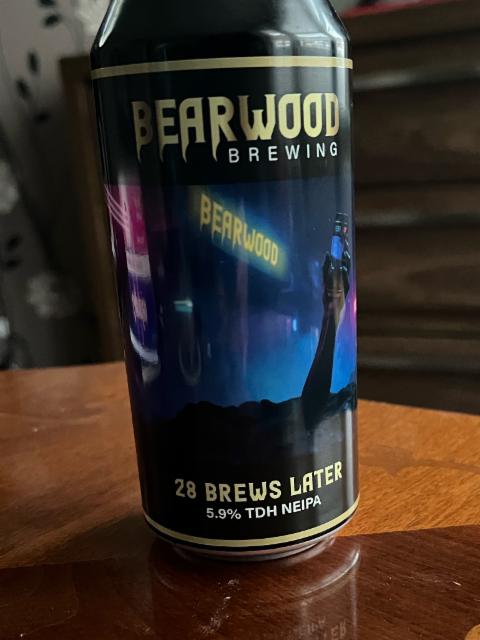 BEARWOOD
BREWING
BEARWOOD
28 BREWS LATER
5.9% TDH NEIPA